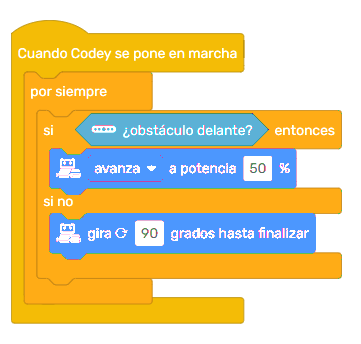 Cuando Codey se pone en marcha
por siempre
si ¿obstáculo delante? entonces
avanza a potencia 50 %
si no
gira 90 grados hasta finalizar